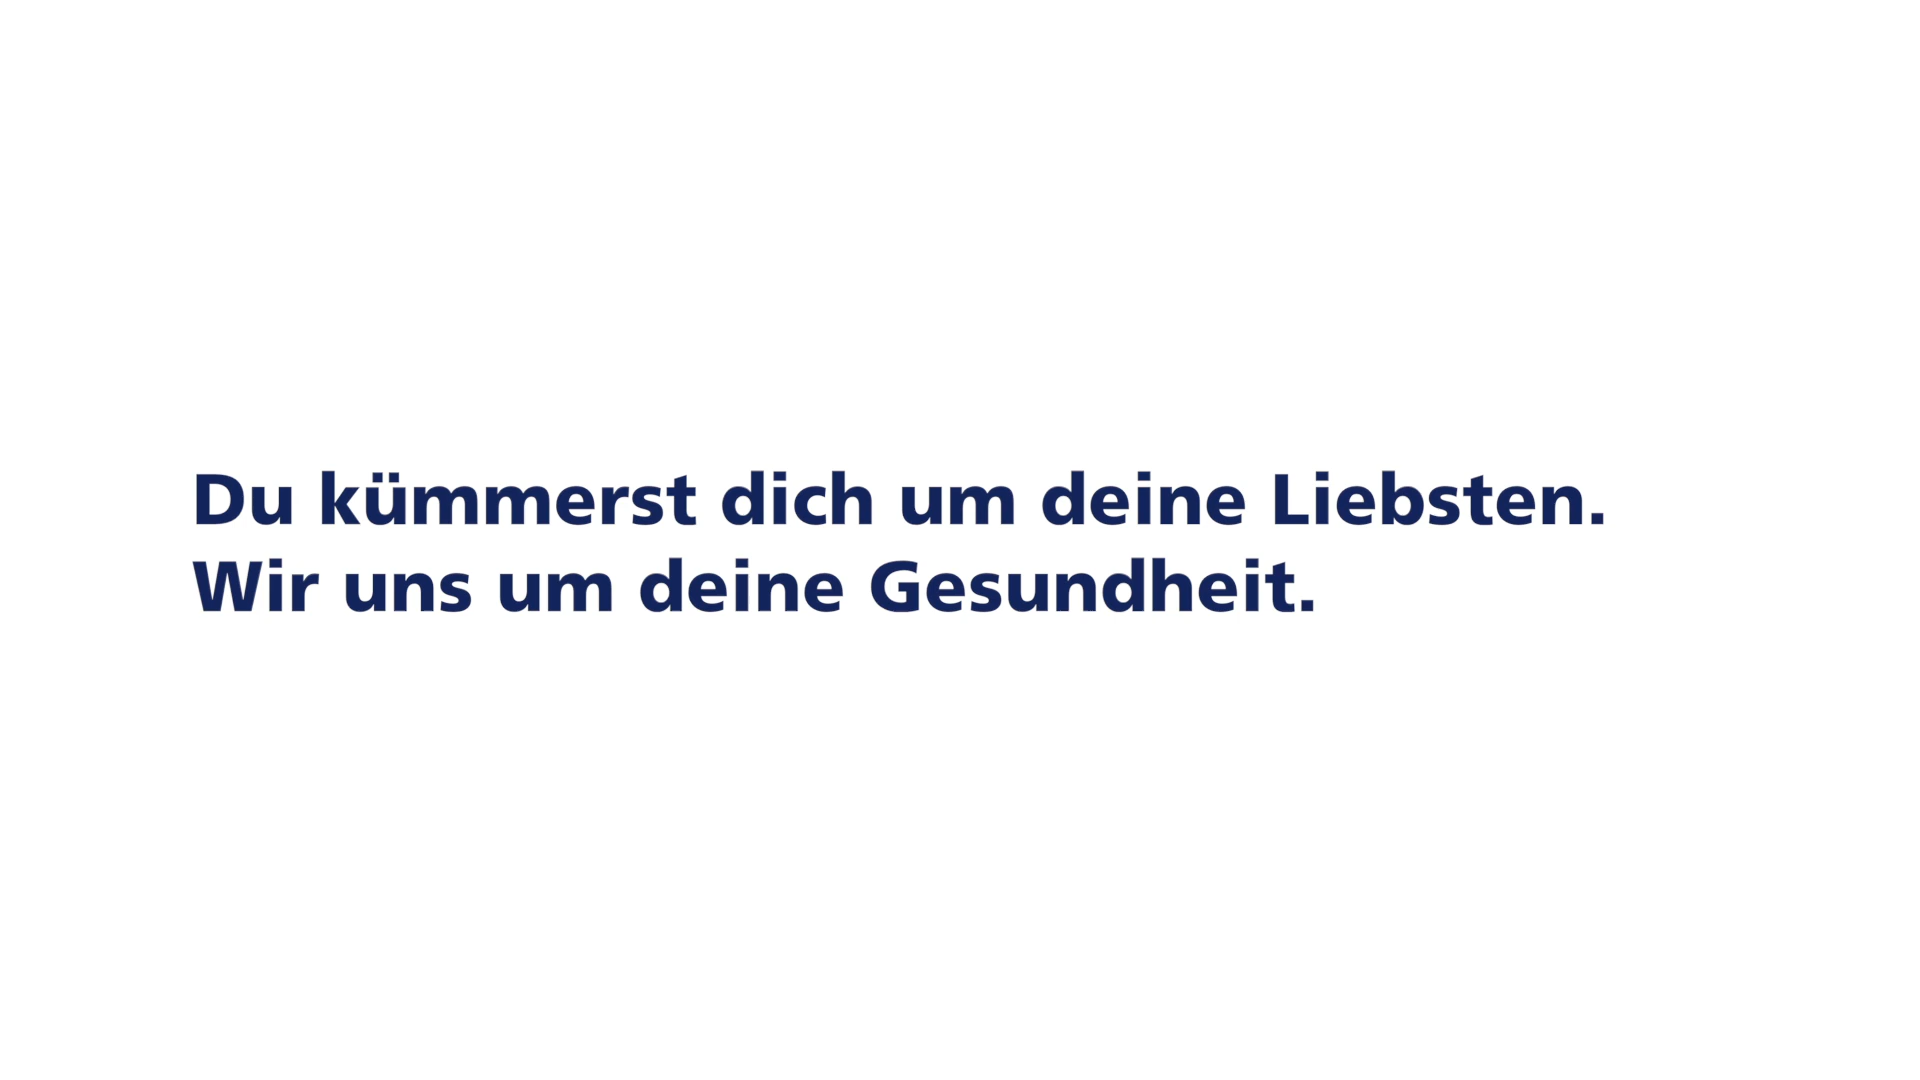 Du kümmerst dich um deine Liebsten.
Wir uns um deine Gesundheit.